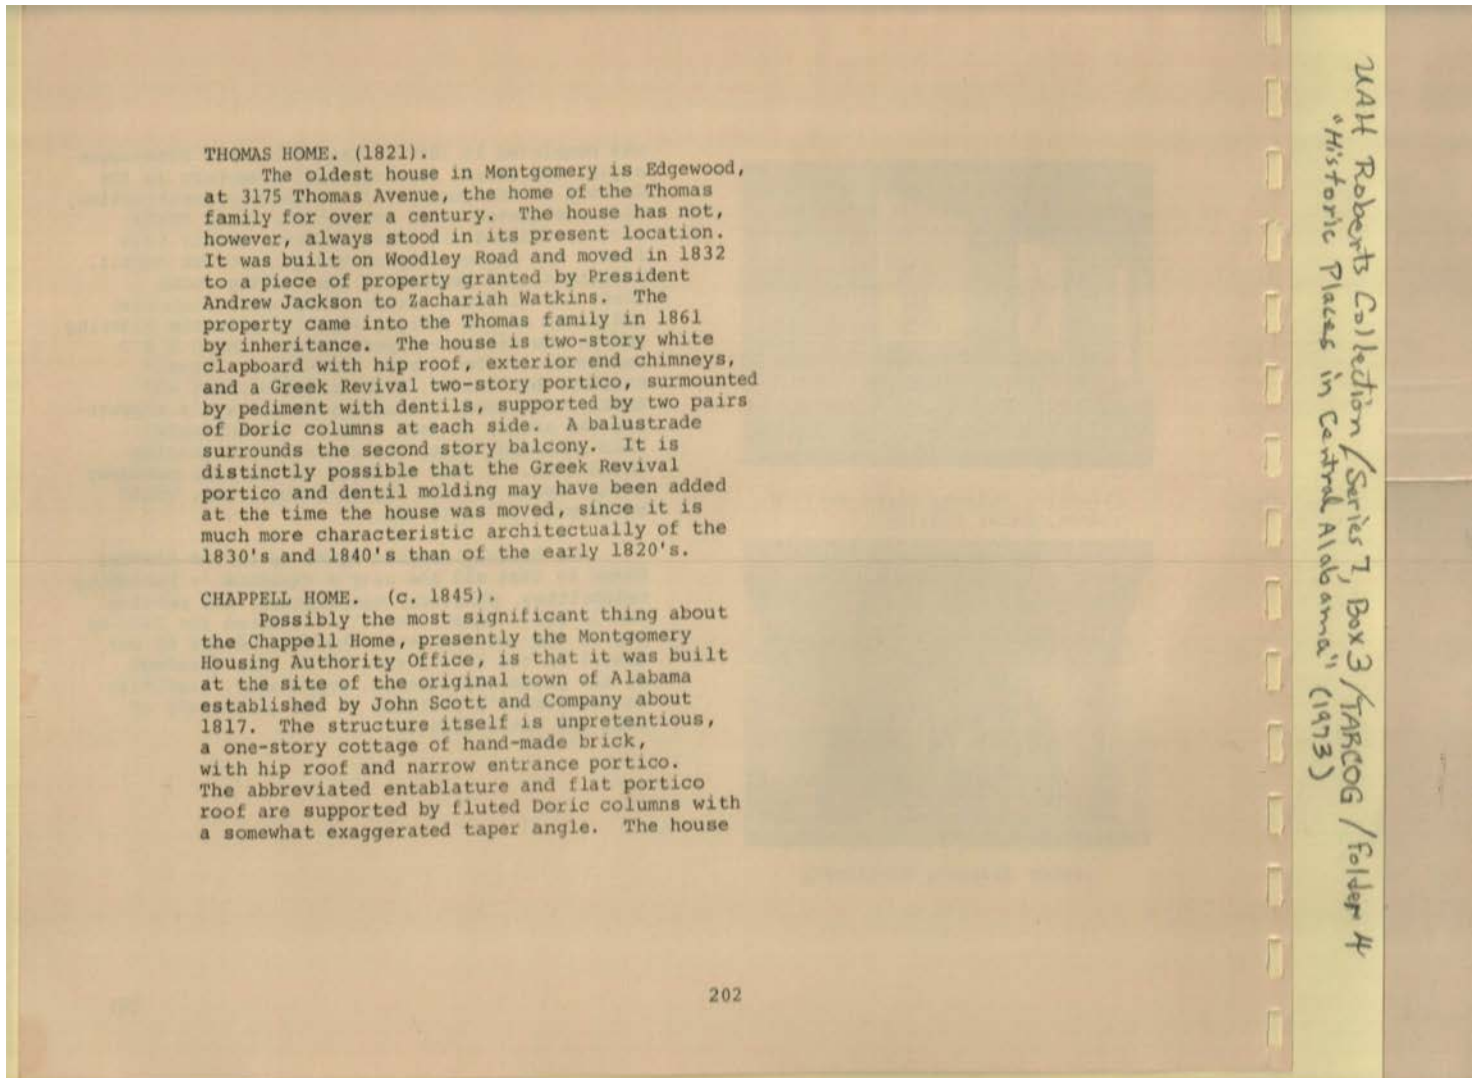 THOMAS HOME. (1821).
The oldest house in Montgomery is Edgewood,
at 3175 Thomas Avenue, the home of the Thomas
family for over a century. The house has not,
however, always stood in its present location.
It was built on Woodley Road and moved in 1832
to a piece of property granted by President
Andrew Jackson to Zachariah Watkins. The
property came into the Thomas family in 1861
by inheritance. The house is two-story white
clapboard with hip roof, exterior end chimneys,
and a Greek Revival two-story portico, surmounted
by pediment with dentils, supported by two pairs
of Doric columns at each side. A balustrade
surrounds the second story balcony. It is
distinctly possible that the Greek Revival
portico and dentil molding may have been added
at the time the house was moved, since it is
much more characteristic architecturally of the
1830's and 1840's than of the early 1820's.
CHAPPELL HOME. (c. 1845).
Possibly the most significant thing about
the Chappell Home, presently the Montgomery
Housing Authority Office, is that it was built
at the site of the original town of Alabama
established by John Scott and Company about
1817. The structure itself is unpretentious,
a one-story cottage of hand-made brick,
with hip roof and narrow entrance portico.
The abbreviated entablature and flat portico
roof are supported by fluted Doric columns with
a somewhat exaggerated taper angle. The house
202
UAH Roberts Collection/Series 7, Box 3/TARCOG/folder 4
"Historic Places in Central Alabama" (1973)